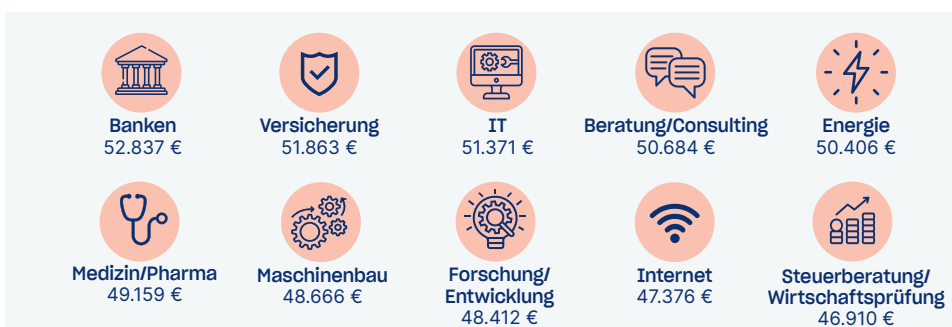 Banken
52.837 €
Versicherung
51.863 €
IT
51.371 €
Beratung/Consulting
50.684 €
Energie
50.406 €
Medizin/Pharma
49.159 €
Maschinenbau
48.666 €
Forschung/
Entwicklung
48.412 €
Internet
47.376 €
Steuerberatung/
Wirtschaftsprüfung
46.910 €